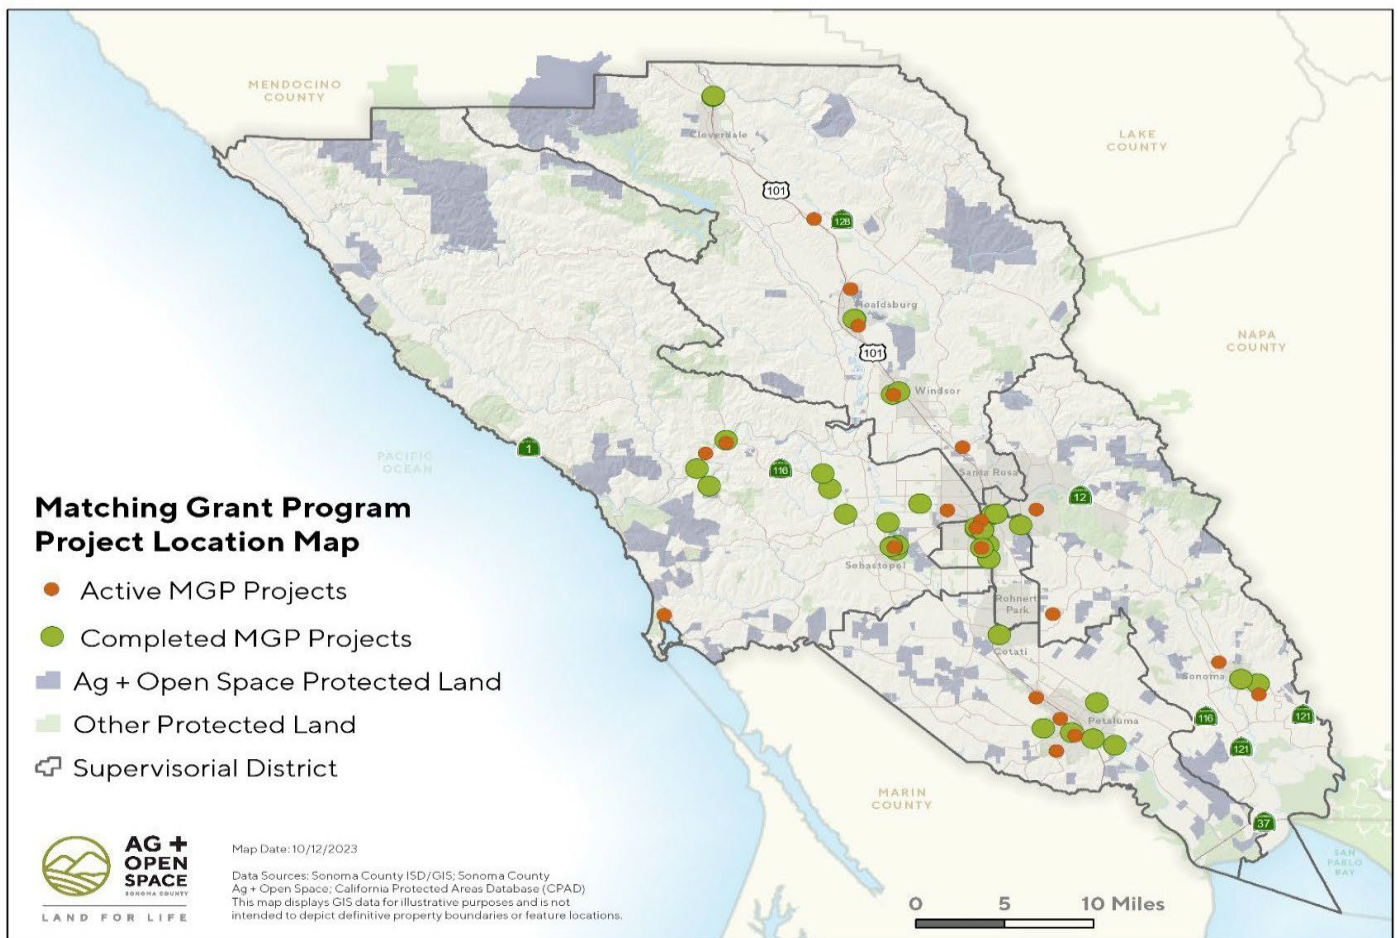 MENDOCINO
COUNTY
LAKE
COUNTY
Cloverdale
101
128
Healdsburg
NAPA
COUNTY
101
Windsor
1
PACIFIC
OCEAN
116
Santa Rosa
12
Sebastopol
Rohnert
Park
Cotati
Sonoma
116
121
121
Petaluma
MARIN
COUNTY
37
SAN
PABLO
BAY
Matching Grant Program
Project Location Map
Active MGP Projects
Completed MGP Projects
Ag + Open Space Protected Land
Other Protected Land
Supervisorial District
AG +
OPEN
SPACE
SONOMA COUNTY
LAND FOR LIFE
Map Date: 10/12/2023
Data Sources: Sonoma County ISD/GIS; Sonoma County
Ag + Open Space; California Protected Areas Database (CPAD)
This map displays GIS data for illustrative purposes and is not
intended to depict definitive property boundaries or feature locations.
0 5 10 Miles